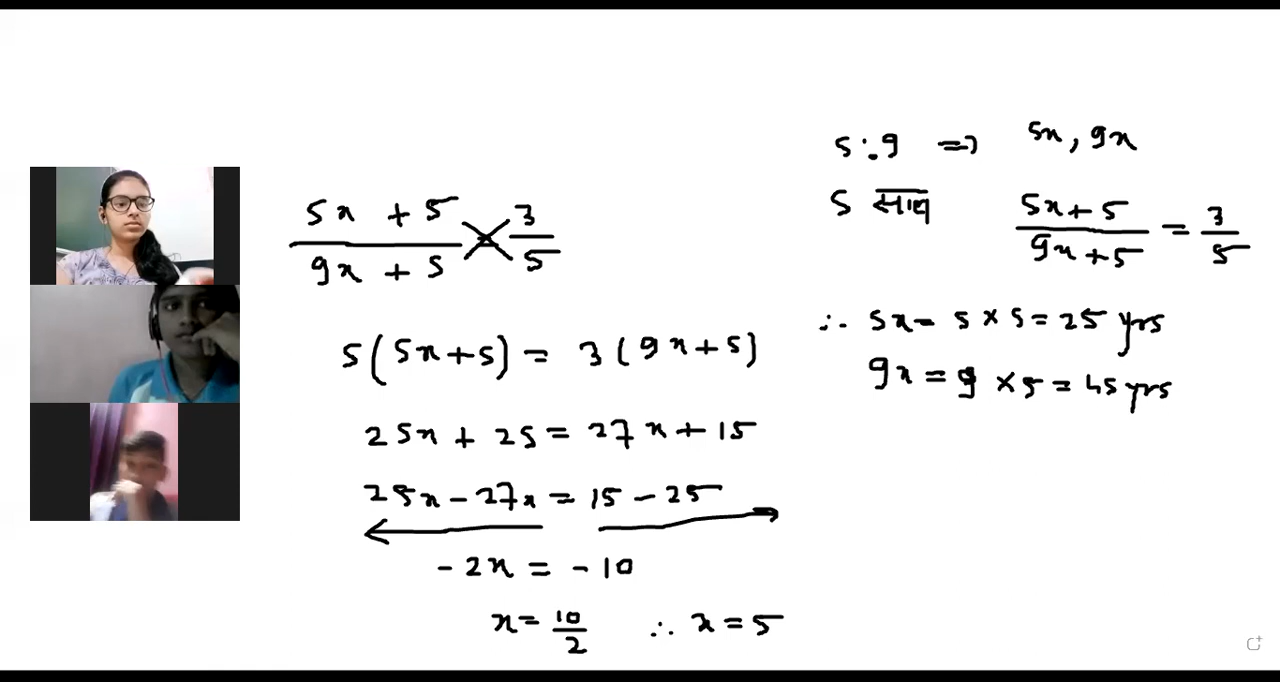 5x + 5 / 9x + 5 × 3 / 5
5(5x+5) = 3(9x+5)
25x + 25 = 27x + 15
25x - 27x = 15 - 25
-2x = -10
x = 10/2 ∴ x = 5
5:9 ⇒ 5x, 9x
5 5x+5 / 9x+5 = 3 / 5
∴ 5x = 5 × 5 = 25 yrs
9x = 9 × 5 = 45 yrs